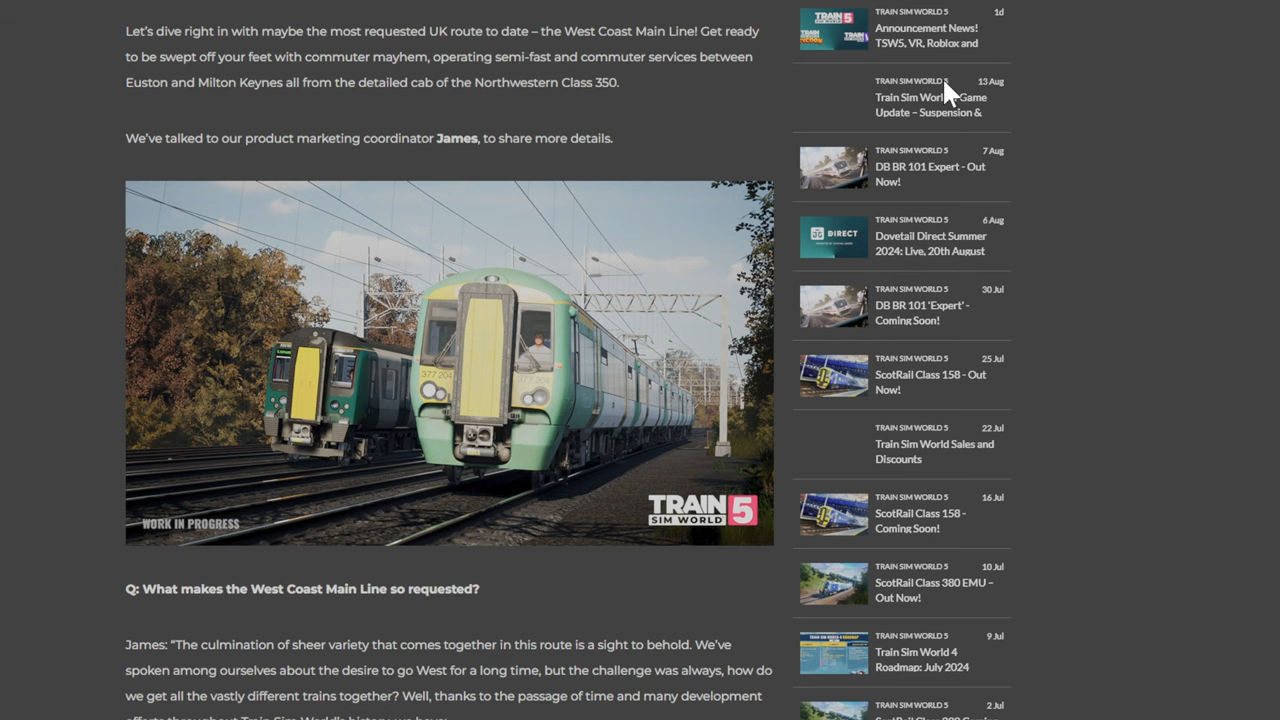 Let's dive right in with maybe the most requested UK route to date – the West Coast Main Line! Get ready
to be swept off your feet with commuter mayhem, operating semi-fast and commuter services between
Euston and Milton Keynes all from the detailed cab of the Northwestern Class 350.
We've talked to our product marketing coordinator James, to share more details.
377 204
377 204
WORK IN PROGRESS
TRAIN
SIM WORLD 5
Q: What makes the West Coast Main Line so requested?
James: “The culmination of sheer variety that comes together in this route is a sight to behold. We've
spoken among ourselves about the desire to go West for a long time, but the challenge was always, how do
we get all the vastly different trains together? Well, thanks to the passage of time and many development
TRAIN SIM WORLD 5 1d
Announcement News!
TSW5, VR, Roblox and
TRAIN SIM WORLD 5 13 Aug
Train Sim World Game
Update – Suspension &
TRAIN SIM WORLD 5 7 Aug
DB BR 101 Expert - Out
Now!
TRAIN SIM WORLD 5 6 Aug
DIRECT
Dovetail Direct Summer
2024: Live, 20th August
TRAIN SIM WORLD 5 30 Jul
DB BR 101 'Expert' -
Coming Soon!
TRAIN SIM WORLD 5 25 Jul
ScotRail Class 158 - Out
Now!
TRAIN SIM WORLD 5 22 Jul
Train Sim World Sales and
Discounts
TRAIN SIM WORLD 5 16 Jul
ScotRail Class 158 -
Coming Soon!
TRAIN SIM WORLD 5 10 Jul
ScotRail Class 380 EMU –
Out Now!
TRAIN SIM WORLD 5 9 Jul
Train Sim World 4
Roadmap: July 2024
TRAIN SIM WORLD 5 2 Jul